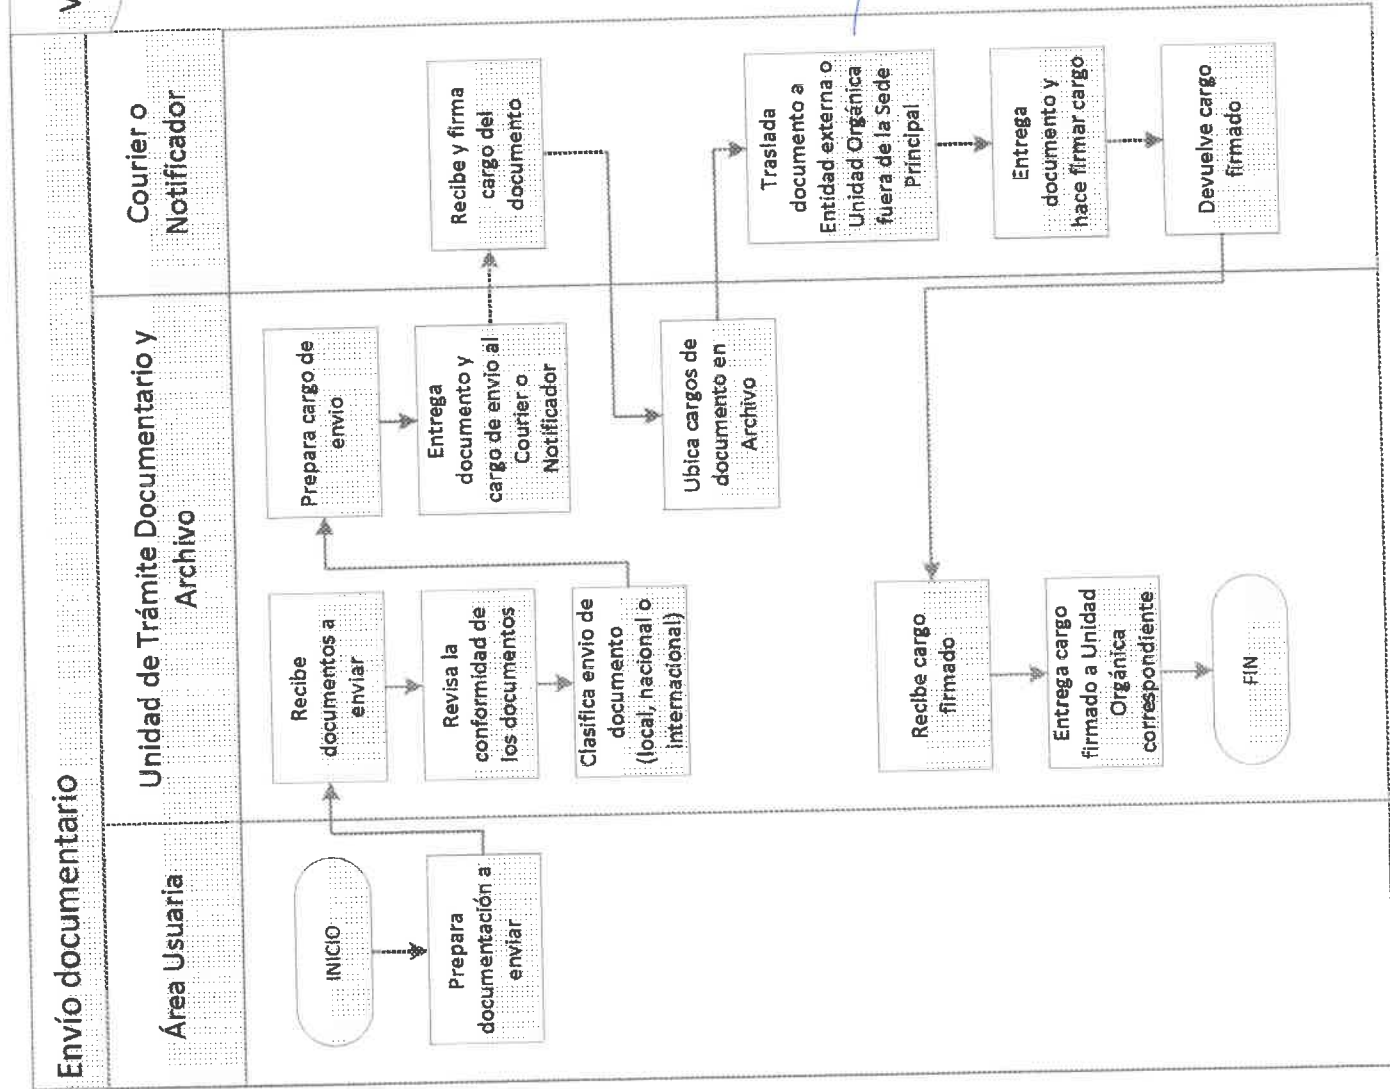 Envío documentario
Área Usuaria
Unidad de Trámite Documentario y
Archivo
Courier o
Notificador
INICIO
Prepara
documentación a
enviar
Recibe
documentos a
enviar
Revisa la
conformidad de
los documentos
Clasifica envio de
documento
(local, nacional o
internacional)
Prepara cargo de
envio
Entrega
documento y
cargo de envio al
Courier o
Notificador
Recibe y firma
cargo del
documento
Ubica cargos de
documento en
Archivo
Traslada
documento a
Entidad externa o
Unidad Orgánica
fuera de la Sede
Principal
Entrega
documento y
hace firmar cargo
Devuelve cargo
firmado
Recibe cargo
firmado
Entrega cargo
firmado a Unidad
Orgánica
correspondiente
FIN